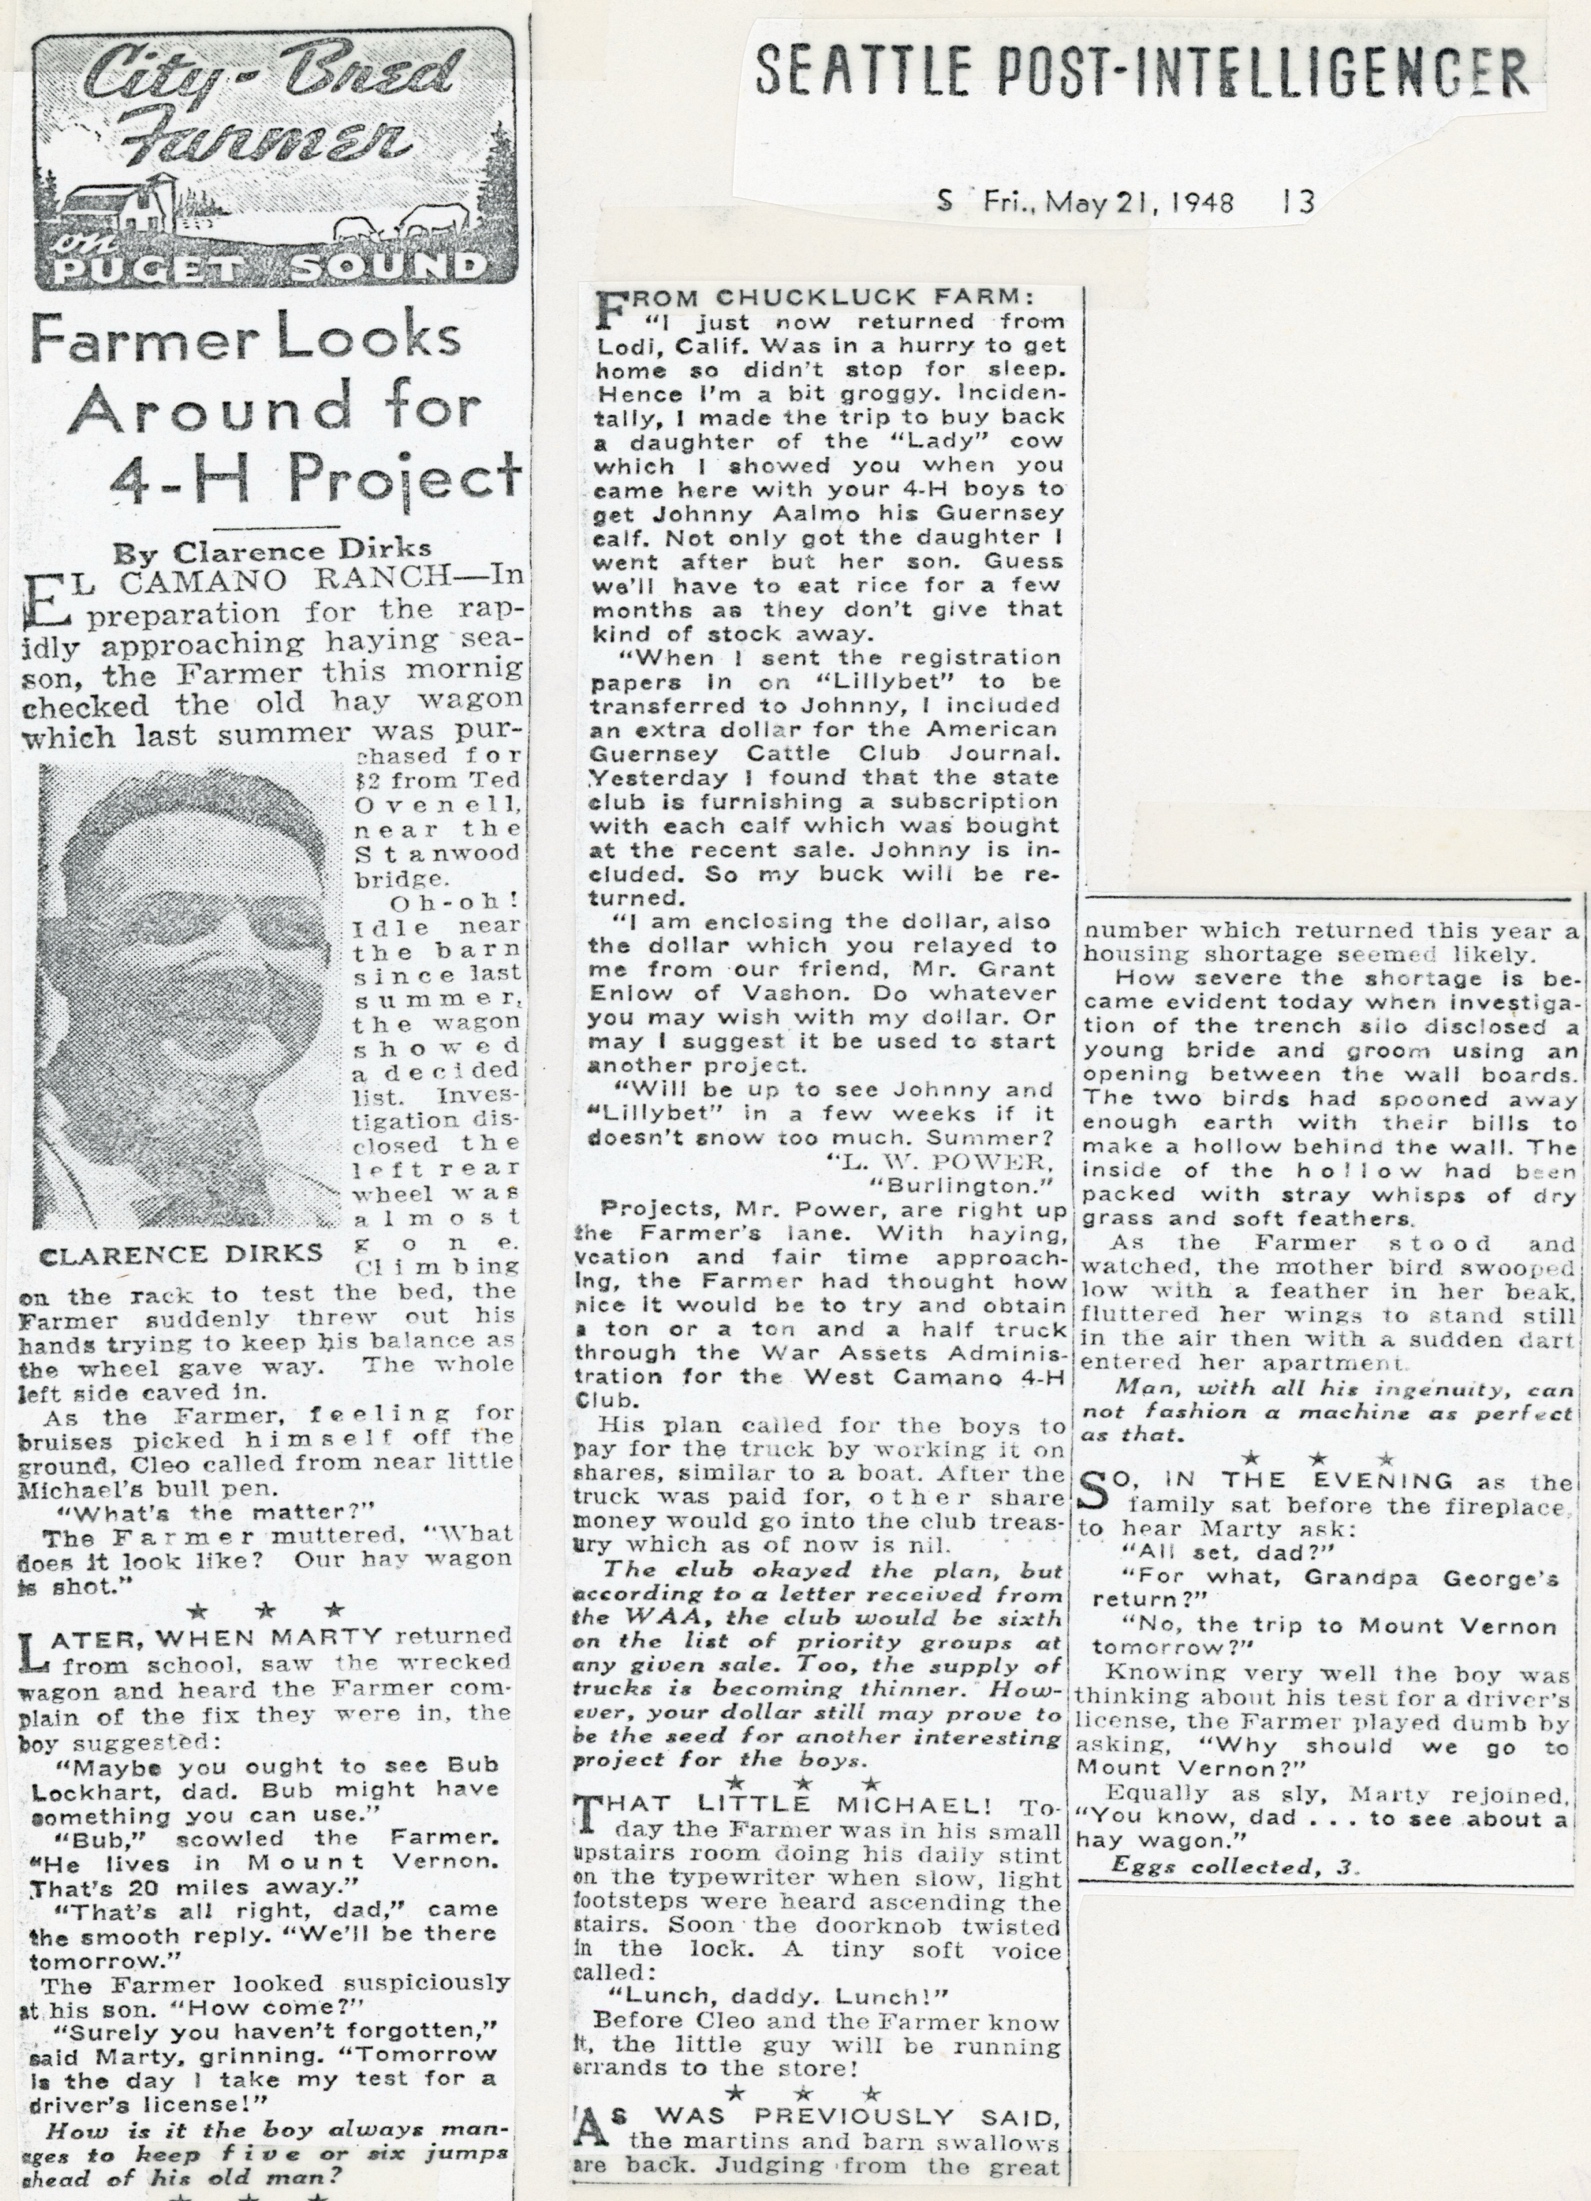 City-Bred
Farmer
on
PUGET SOUND
Farmer Looks
Around for
4-H Project
By Clarence Dirks
EL CAMANO RANCH—In
preparation for the rap-
idly approaching haying sea-
son, the Farmer this mornig
checked the old hay wagon
which last summer was pur-
chased for
$2 from Ted
Ovenell,
near the
Stanwood
bridge.
Oh-oh!
Idle near
the barn
since last
summer,
the wagon
showed
a decided
list. Inves-
tigation dis-
closed the
left rear
wheel was
almost
gone.
Climbing
CLARENCE DIRKS
on the rack to test the bed, the
Farmer suddenly threw out his
hands trying to keep his balance as
the wheel gave way. The whole
left side caved in.
As the Farmer, feeling for
bruises picked himself off the
ground, Cleo called from near little
Michael's bull pen.
"What's the matter?"
The Farmer muttered, "What
does it look like? Our hay wagon
is shot."
LATER, WHEN MARTY returned
from school, saw the wrecked
wagon and heard the Farmer com-
plain of the fix they were in, the
boy suggested:
"Maybe you ought to see Bub
Lockhart, dad. Bub might have
something you can use."
"Bub," scowled the Farmer.
"He lives in Mount Vernon.
That's 20 miles away."
"That's all right, dad," came
the smooth reply. "We'll be there
tomorrow."
The Farmer looked suspiciously
at his son. "How come?"
"Surely you haven't forgotten,"
said Marty, grinning. "Tomorrow
is the day I take my test for a
driver's license!"
How is it the boy always man-
ages to keep five or six jumps
ahead of his old man?
SEATTLE POST-INTELLIGENCER
S Fri., May 21, 1948 13
FROM CHUCKLUCK FARM:
"I just now returned from
Lodi, Calif. Was in a hurry to get
home so didn't stop for sleep.
Hence I'm a bit groggy. Inciden-
tally, I made the trip to buy back
a daughter of the "Lady" cow
which I showed you when you
came here with your 4-H boys to
get Johnny Aalmo his Guernsey
calf. Not only got the daughter I
went after but her son. Guess
we'll have to eat rice for a few
months as they don't give that
kind of stock away.
"When I sent the registration
papers in on "Lillybet" to be
transferred to Johnny, I included
an extra dollar for the American
Guernsey Cattle Club Journal.
Yesterday I found that the state
club is furnishing a subscription
with each calf which was bought
at the recent sale. Johnny is in-
cluded. So my buck will be re-
turned.
"I am enclosing the dollar, also
the dollar which you relayed to
me from our friend, Mr. Grant
Enlow of Vashon. Do whatever
you may wish with my dollar. Or
may I suggest it be used to start
another project.
"Will be up to see Johnny and
"Lillybet" in a few weeks if it
doesn't snow too much. Summer?
"L. W. POWER,
"Burlington."
Projects, Mr. Power, are right up
the Farmer's lane. With haying,
vcation and fair time approach-
ing, the Farmer had thought how
nice it would be to try and obtain
a ton or a ton and a half truck
through the War Assets Adminis-
tration for the West Camano 4-H
Club.
His plan called for the boys to
pay for the truck by working it on
shares, similar to a boat. After the
truck was paid for, other share
money would go into the club treas-
ury which as of now is nil.
The club okayed the plan, but
according to a letter received from
the WAA, the club would be sixth
on the list of priority groups at
any given sale. Too, the supply of
trucks is becoming thinner. How-
ever, your dollar still may prove to
be the seed for another interesting
project for the boys.
THAT LITTLE MICHAEL! To-
day the Farmer was in his small
upstairs room doing his daily stint
on the typewriter when slow, light
footsteps were heard ascending the
stairs. Soon the doorknob twisted
in the lock. A tiny soft voice
called:
"Lunch, daddy. Lunch!"
Before Cleo and the Farmer know
it, the little guy will be running
errands to the store!
AS WAS PREVIOUSLY SAID,
the martins and barn swallows
are back. Judging from the great
number which returned this year a
housing shortage seemed likely.
How severe the shortage is be-
came evident today when investiga-
tion of the trench silo disclosed a
young bride and groom using an
opening between the wall boards.
The two birds had spooned away
enough earth with their bills to
make a hollow behind the wall. The
inside of the hollow had been
packed with stray whisps of dry
grass and soft feathers.
As the Farmer stood and
watched, the mother bird swooped
low with a feather in her beak,
fluttered her wings to stand still
in the air then with a sudden dart
entered her apartment.
Man, with all his ingenuity, can
not fashion a machine as perfect
as that.
SO, IN THE EVENING as the
family sat before the fireplace,
to hear Marty ask:
"All set, dad?"
"For what, Grandpa George's
return?"
"No, the trip to Mount Vernon
tomorrow?"
Knowing very well the boy was
thinking about his test for a driver's
license, the Farmer played dumb by
asking, "Why should we go to
Mount Vernon?"
Equally as sly, Marty rejoined,
"You know, dad . . . to see about a
hay wagon."
Eggs collected, 3.